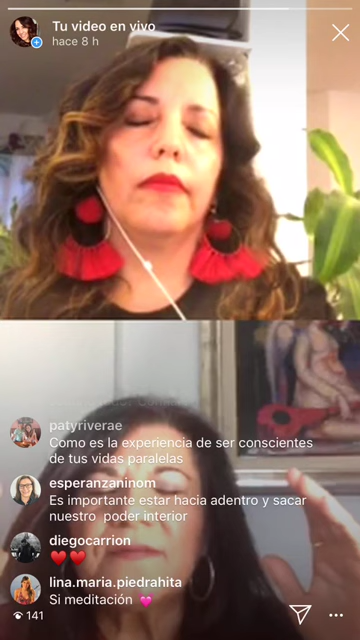 Tu video en vivo
hace 8 h
patyriverae
Como es la experiencia de ser conscientes
de tus vidas paralelas
esperanzaninom
Es importante estar hacia adentro y sacar
nuestro poder interior
diegocarrion
❤️❤️
lina.maria.piedrahita
Si meditación 💓
141